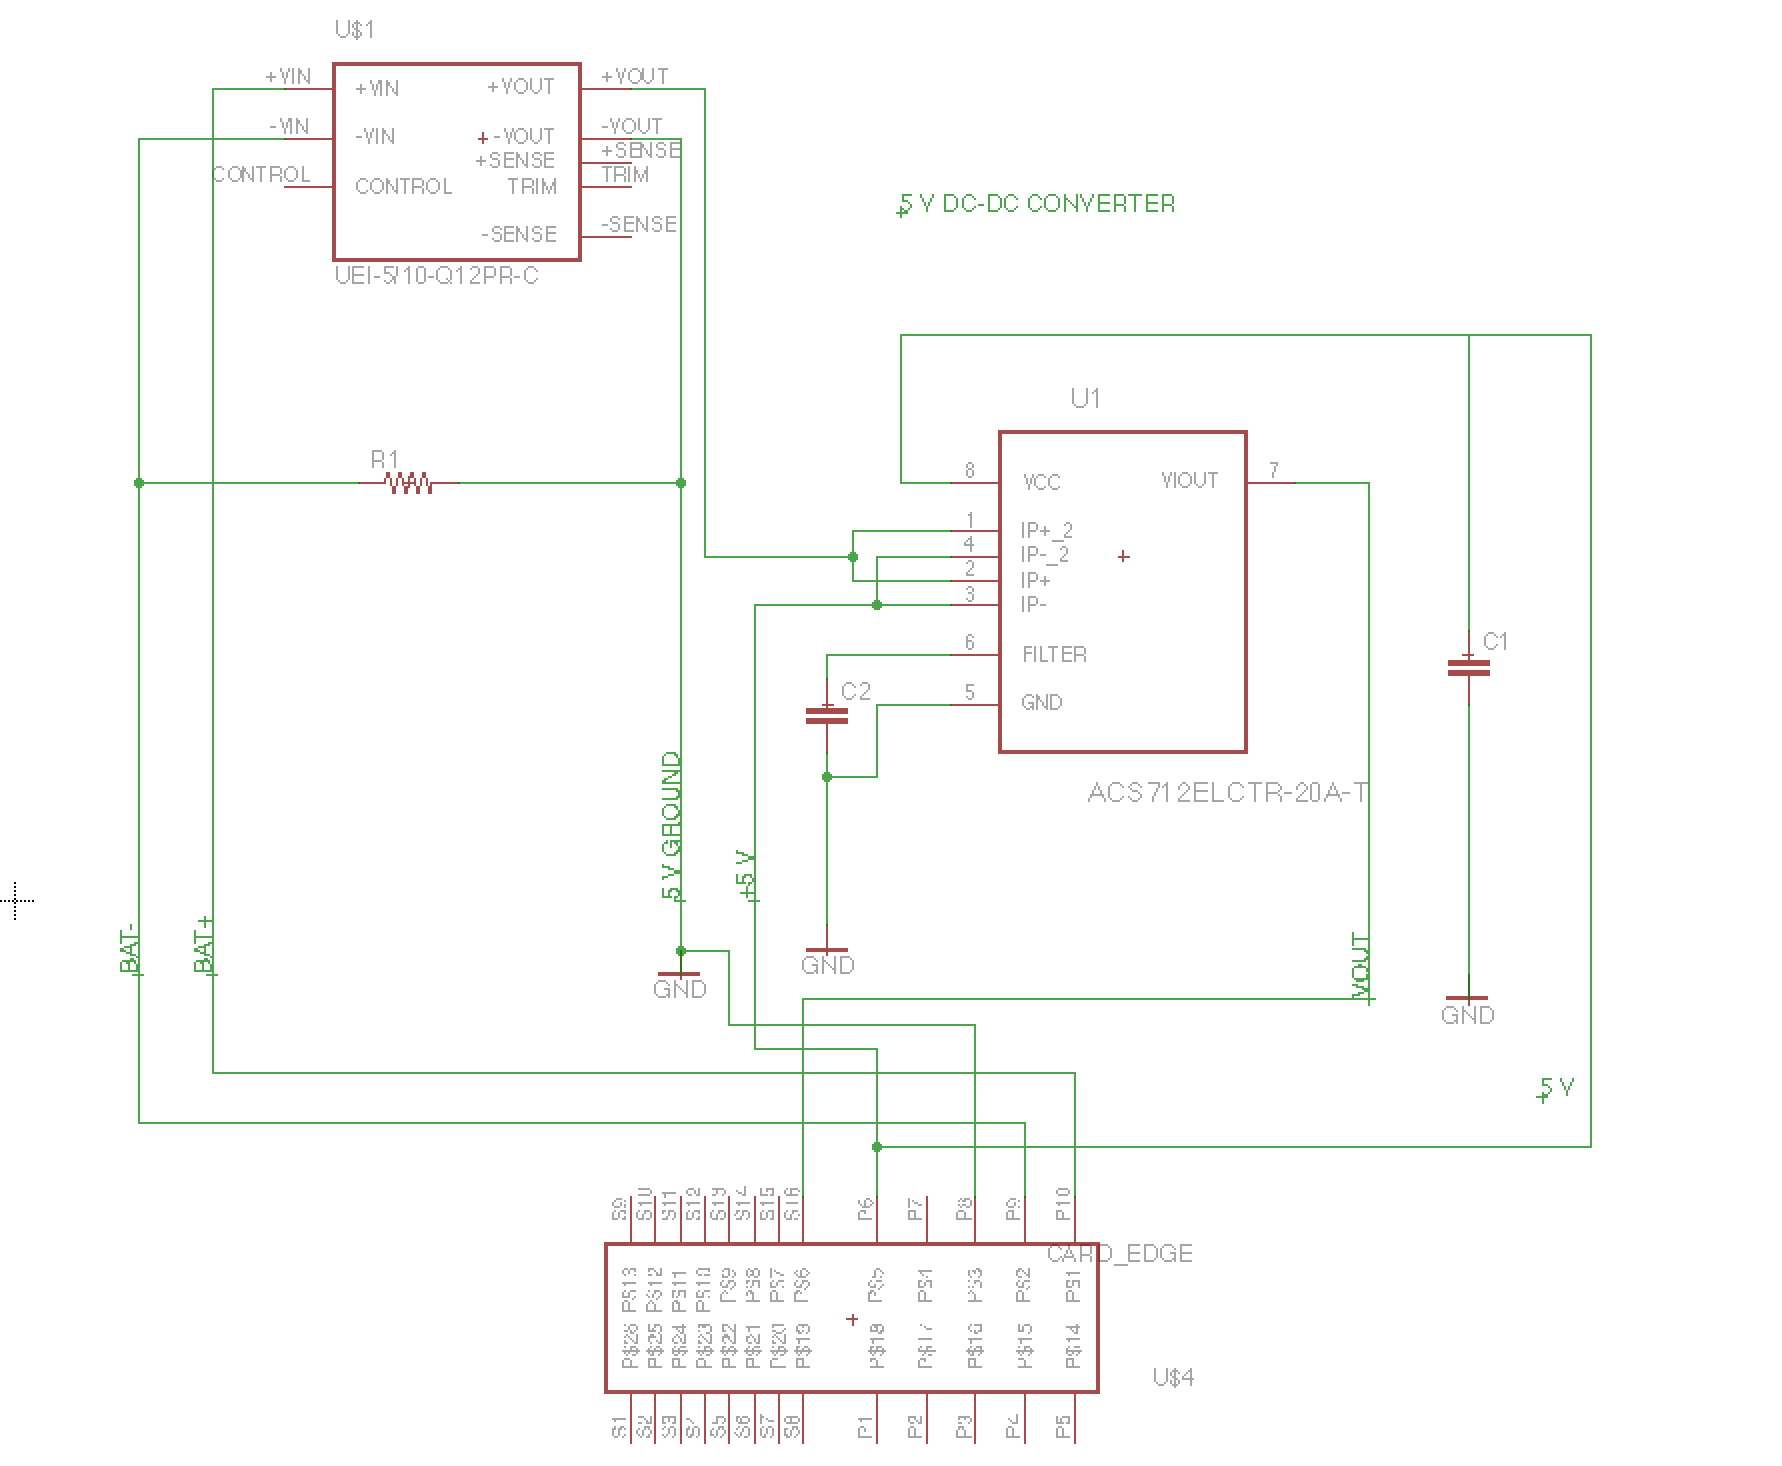 U$1
+VIN
+VIN
+VOUT
+VOUT
-VIN
-VIN
-VOUT
-VOUT
+SENSE
+SENSE
CONTROL
CONTROL
TRIM
TRIM
-SENSE
-SENSE
UEI-5/10-Q12PR-C
5 V DC-DC CONVERTER
U1
R1
8
VCC
VIOUT
7
1
IP+_2
4
IP-_2
2
IP+
3
IP-
6
FILTER
5
GND
C1
C2
ACS712ELCTR-20A-T
5 V GROUND
+5 V
BAT-
BAT+
VOUT
GND
GND
GND
5 V
S9
S10
S11
S12
S13
S14
S15
S16
P6
P7
P8
P9
P10
CARD_EDGE
P$13
P$12
P$11
P$10
P$9
P$8
P$7
P$6
P$5
P$4
P$3
P$2
P$1
P$26
P$25
P$24
P$23
P$22
P$21
P$20
P$19
P$18
P$17
P$16
P$15
P$14
U$4
S1
S2
S3
S4
S5
S6
S7
S8
P1
P2
P3
P4
P5